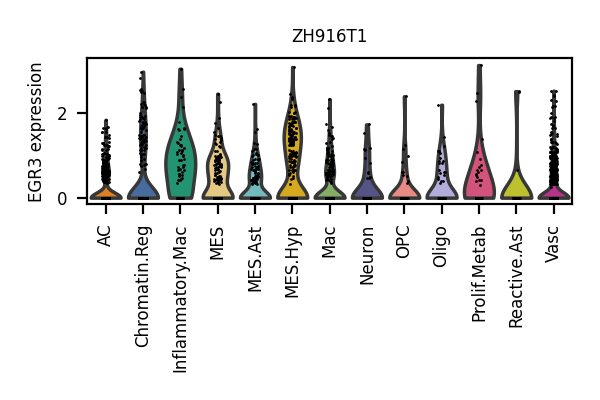 ZH916T1
EGR3 expression
2
0
AC
Chromatin.Reg
Inflammatory.Mac
MES
MES.Ast
MES.Hyp
Mac
Neuron
OPC
Oligo
Prolif.Metab
Reactive.Ast
Vasc